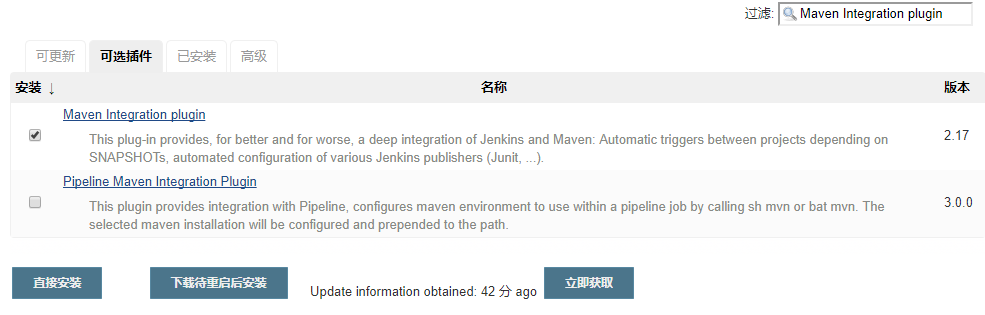 过滤: Maven Integration plugin
可更新 可选插件 已安装 高级
安装 ↓ 名称 版本
Maven Integration plugin
This plug-in provides, for better and for worse, a deep integration of Jenkins and Maven: Automatic triggers between projects depending on
SNAPSHOTs, automated configuration of various Jenkins publishers (Junit, ...).
2.17
Pipeline Maven Integration Plugin
This plugin provides integration with Pipeline, configures maven environment to use within a pipeline job by calling sh mvn or bat mvn. The
selected maven installation will be configured and prepended to the path.
3.0.0
直接安装 下载待重启后安装 Update information obtained: 42 分 ago 立即获取